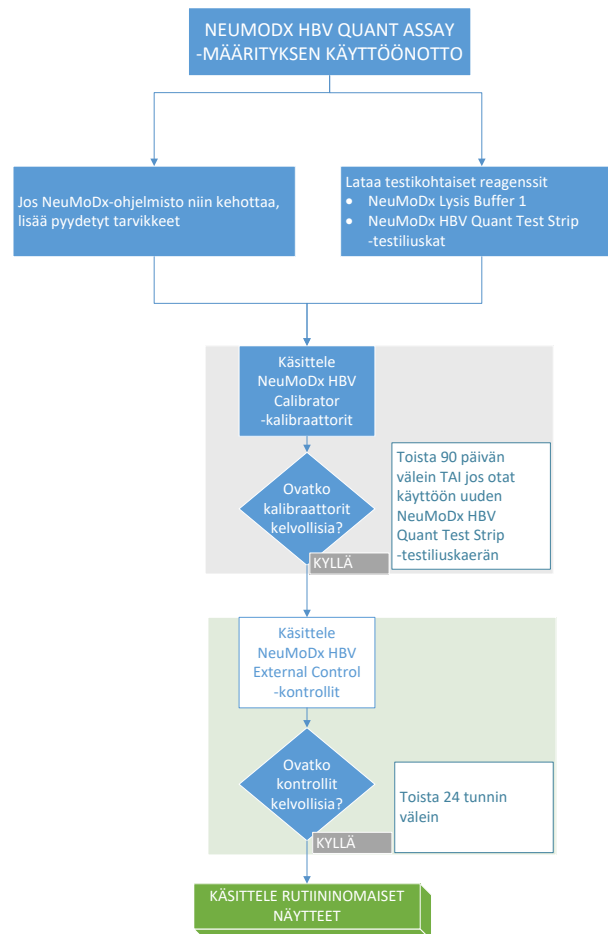 NEUMODX HBV QUANT ASSAY
-MÄÄRITYKSEN KÄYTTÖÖNOTTO
Jos NeuMoDx-ohjelmisto niin kehottaa,
lisää pyydetyt tarvikkeet
Lataa testikohtaiset reagenssit
• NeuMoDx Lysis Buffer 1
• NeuMoDx HBV Quant Test Strip
-testiliuskat
Käsittele
NeuMoDx HBV
Calibrator
-kalibraattorit
Ovatko
kalibraattorit
kelvollisia?
KYLLÄ
Toista 90 päivän
välein TAI jos otat
käyttöön uuden
NeuMoDx HBV
Quant Test Strip
-testiliuskaerän
Käsittele
NeuMoDx HBV
External Control
-kontrollit
Ovatko
kontrollit
kelvollisia?
KYLLÄ
Toista 24 tunnin
välein
KÄSITTELE RUTIININOMAISET
NÄYTTEET